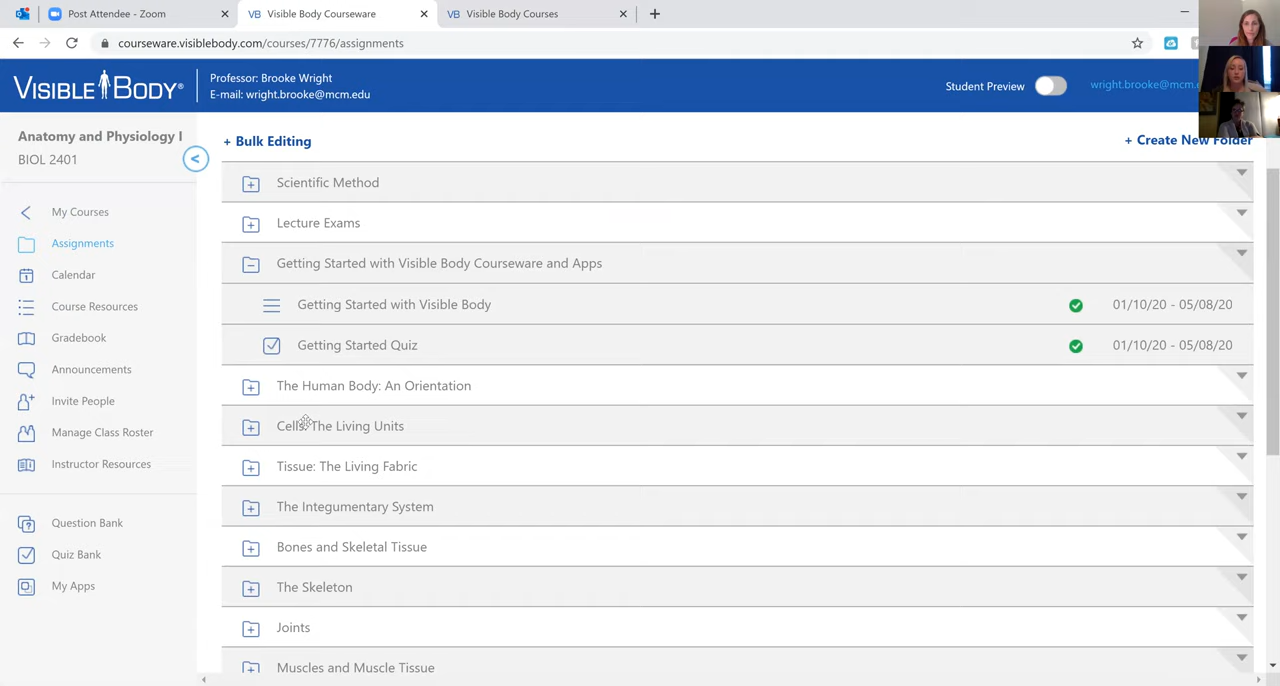 Post Attendee - Zoom
VB Visible Body Courseware
VB Visible Body Courses
courseware.visiblebody.com/courses/7776/assignments
VISIBLE BODY®
Professor: Brooke Wright
E-mail: wright.brooke@mcm.edu
Student Preview
wright.brooke@mcm.
Anatomy and Physiology I
BIOL 2401
<
My Courses
Assignments
Calendar
Course Resources
Gradebook
Announcements
Invite People
Manage Class Roster
Instructor Resources
Question Bank
Quiz Bank
My Apps
+ Bulk Editing
+ Create New Folder
Scientific Method
Lecture Exams
Getting Started with Visible Body Courseware and Apps
Getting Started with Visible Body 01/10/20 - 05/08/20
Getting Started Quiz 01/10/20 - 05/08/20
The Human Body: An Orientation
Cells: The Living Units
Tissue: The Living Fabric
The Integumentary System
Bones and Skeletal Tissue
The Skeleton
Joints
Muscles and Muscle Tissue